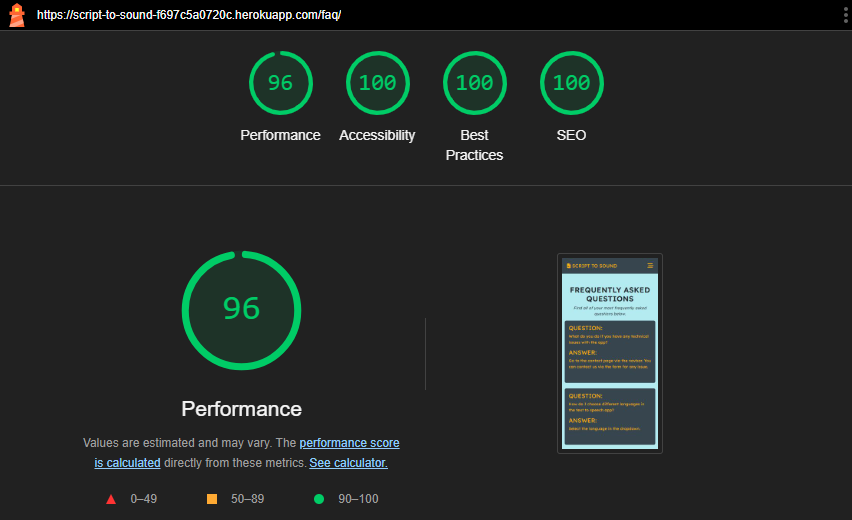 https://script-to-sound-f697c5a0720c.herokuapp.com/faq/
96
100
100
100
Performance
Accessibility
Best
Practices
SEO
96
Performance
Values are estimated and may vary. The performance score
is calculated directly from these metrics. See calculator.
0–49
50–89
90–100
SCRIPT TO SOUND
FREQUENTLY ASKED
QUESTIONS
Find all of your most frequently asked
questions below
QUESTION:
What do you do if you have any technical
issues with the app?
ANSWER:
Go to the contact page via the navbar. You
can contact us via the form for any issue.
QUESTION:
How do I choose different languages in
the text to speech app?
ANSWER:
Select the language in the dropdown